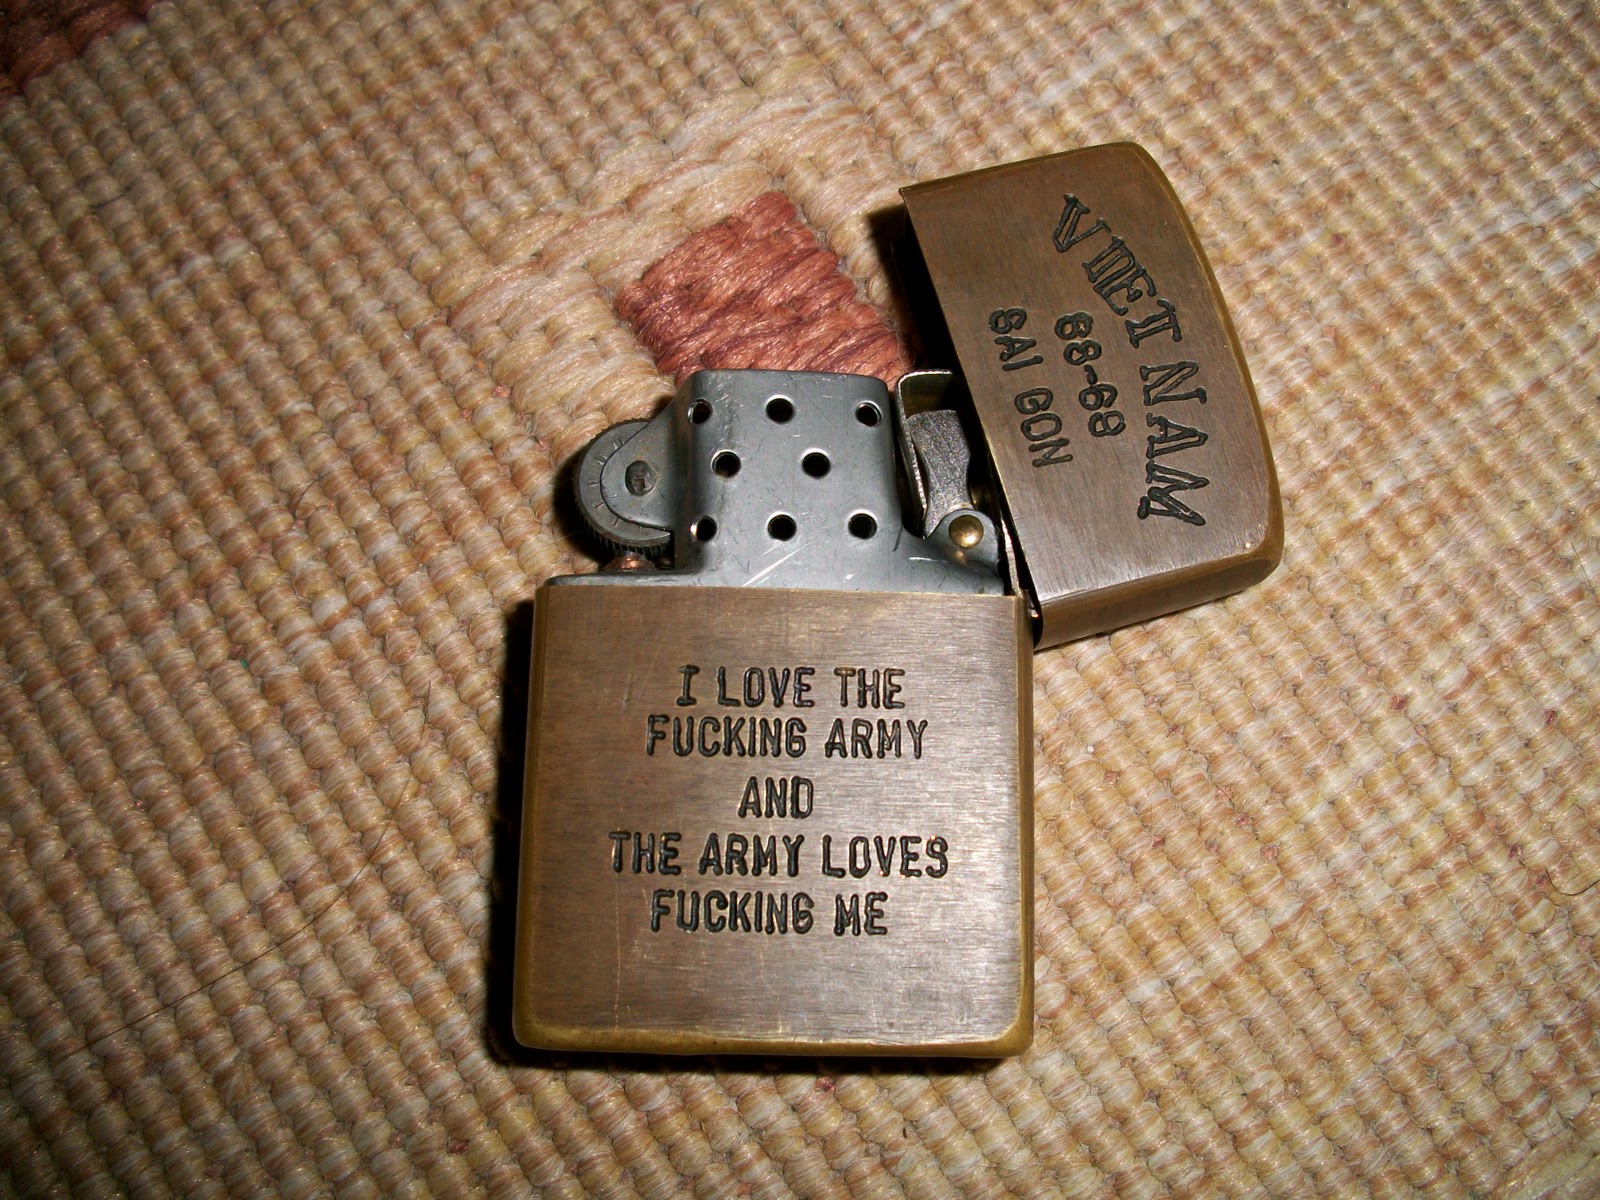 VIETNAM
68-69
SAI GON
I LOVE THE
FUCKING ARMY
AND
THE ARMY LOVES
FUCKING ME